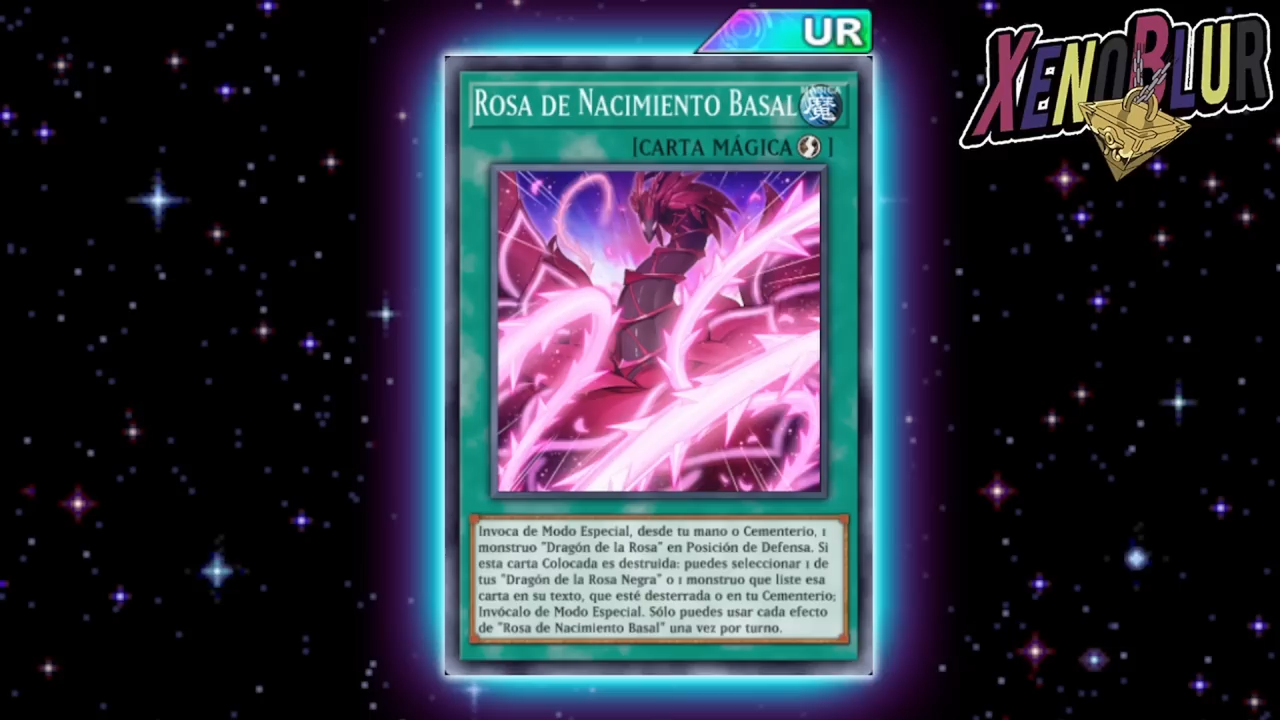 UR
XENOBLUR
ROSA DE NACIMIENTO BASAL
MÁGICA
魔
[CARTA MÁGICA ]
Invoca de Modo Especial, desde tu mano o Cementerio, 1
monstruo "Dragón de la Rosa" en Posición de Defensa. Si
esta carta Colocada es destruida: puedes seleccionar 1 de
tus "Dragón de la Rosa Negra" o 1 monstruo que liste esa
carta en su texto, que esté desterrada o en tu Cementerio;
Invócalo de Modo Especial. Sólo puedes usar cada efecto
de "Rosa de Nacimiento Basal" una vez por turno.